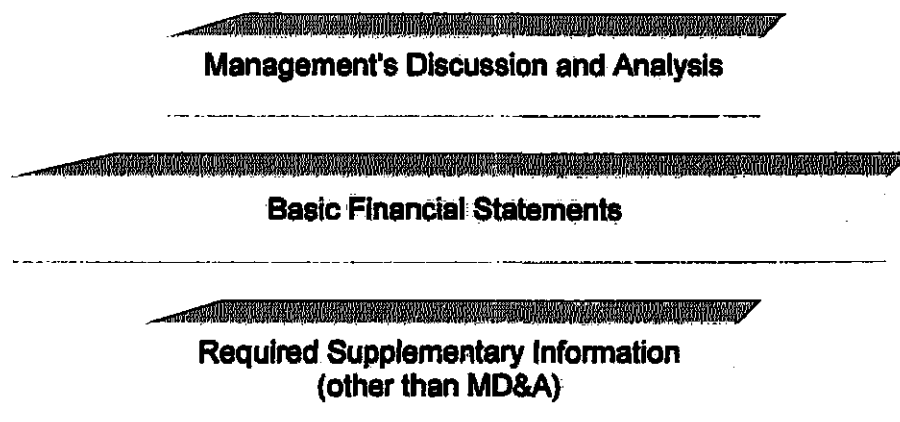 Management's Discussion and Analysis
Basic Financial Statements
Required Supplementary Information
(other than MD&A)